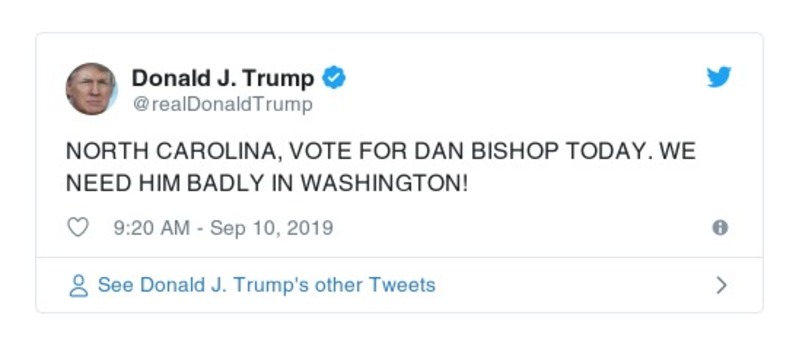 Donald J. Trump
@realDonaldTrump
NORTH CAROLINA, VOTE FOR DAN BISHOP TODAY. WE
NEED HIM BADLY IN WASHINGTON!
9:20 AM - Sep 10, 2019
See Donald J. Trump's other Tweets